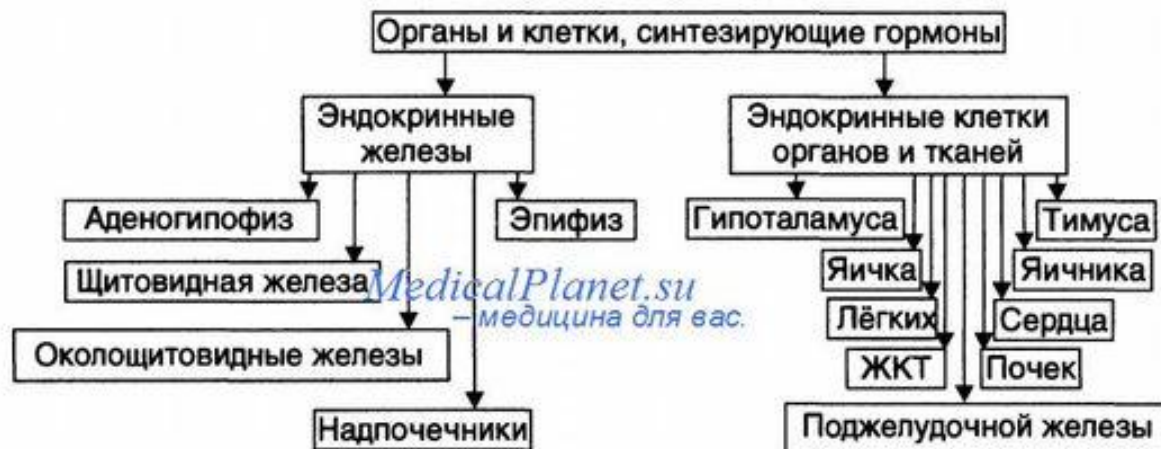 Органы и клетки, синтезирующие гормоны
Эндокринные
железы
Аденогипофиз
Эпифиз
Щитовидная железа
Околощитовидные железы
Надпочечники
Эндокринные клетки
органов и тканей
Гипоталамуса
Тимуса
Яичка
Яичника
Лёгких
Сердца
ЖКТ
Почек
Поджелудочной железы
MedicalPlanet.su
– медицина для вас.